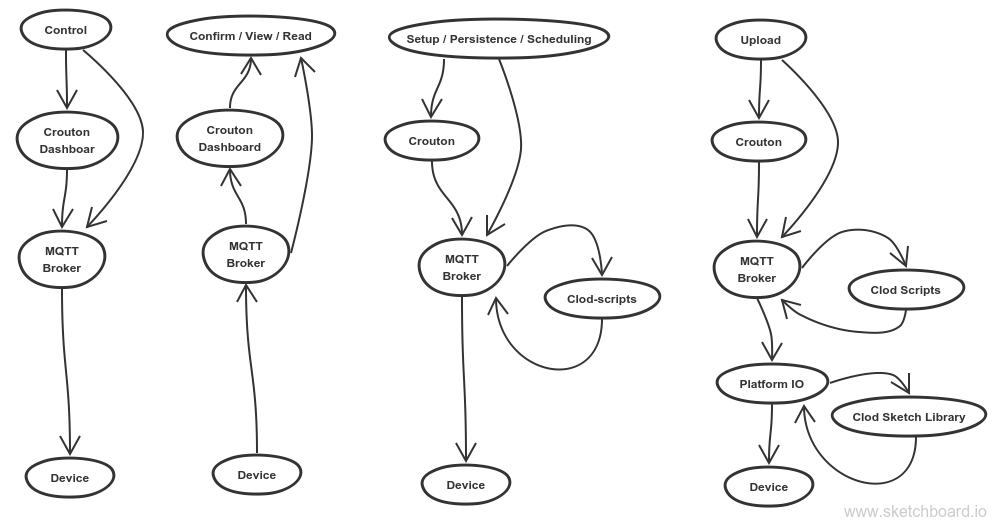 Control
Crouton
Dashboar
MQTT
Broker
Device
Confirm / View / Read
Crouton
Dashboard
MQTT
Broker
Device
Setup / Persistence / Scheduling
Crouton
MQTT
Broker
Clod-scripts
Device
Upload
Crouton
MQTT
Broker
Clod Scripts
Platform IO
Clod Sketch Library
Device
www.sketchboard.io